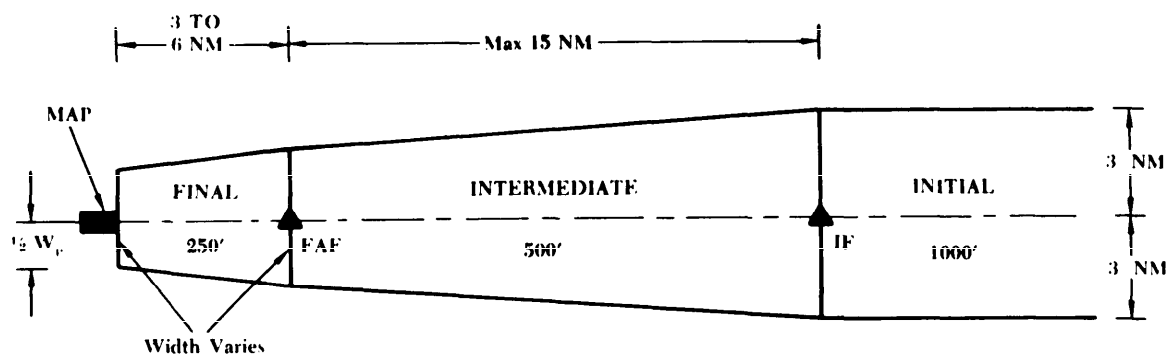 3 TO
6 NM
Max 15 NM
MAP
FINAL
INTERMEDIATE
INITIAL
3 NM
½ Wp
250'
FAF
500'
IF
1000'
3 NM
Width Varies